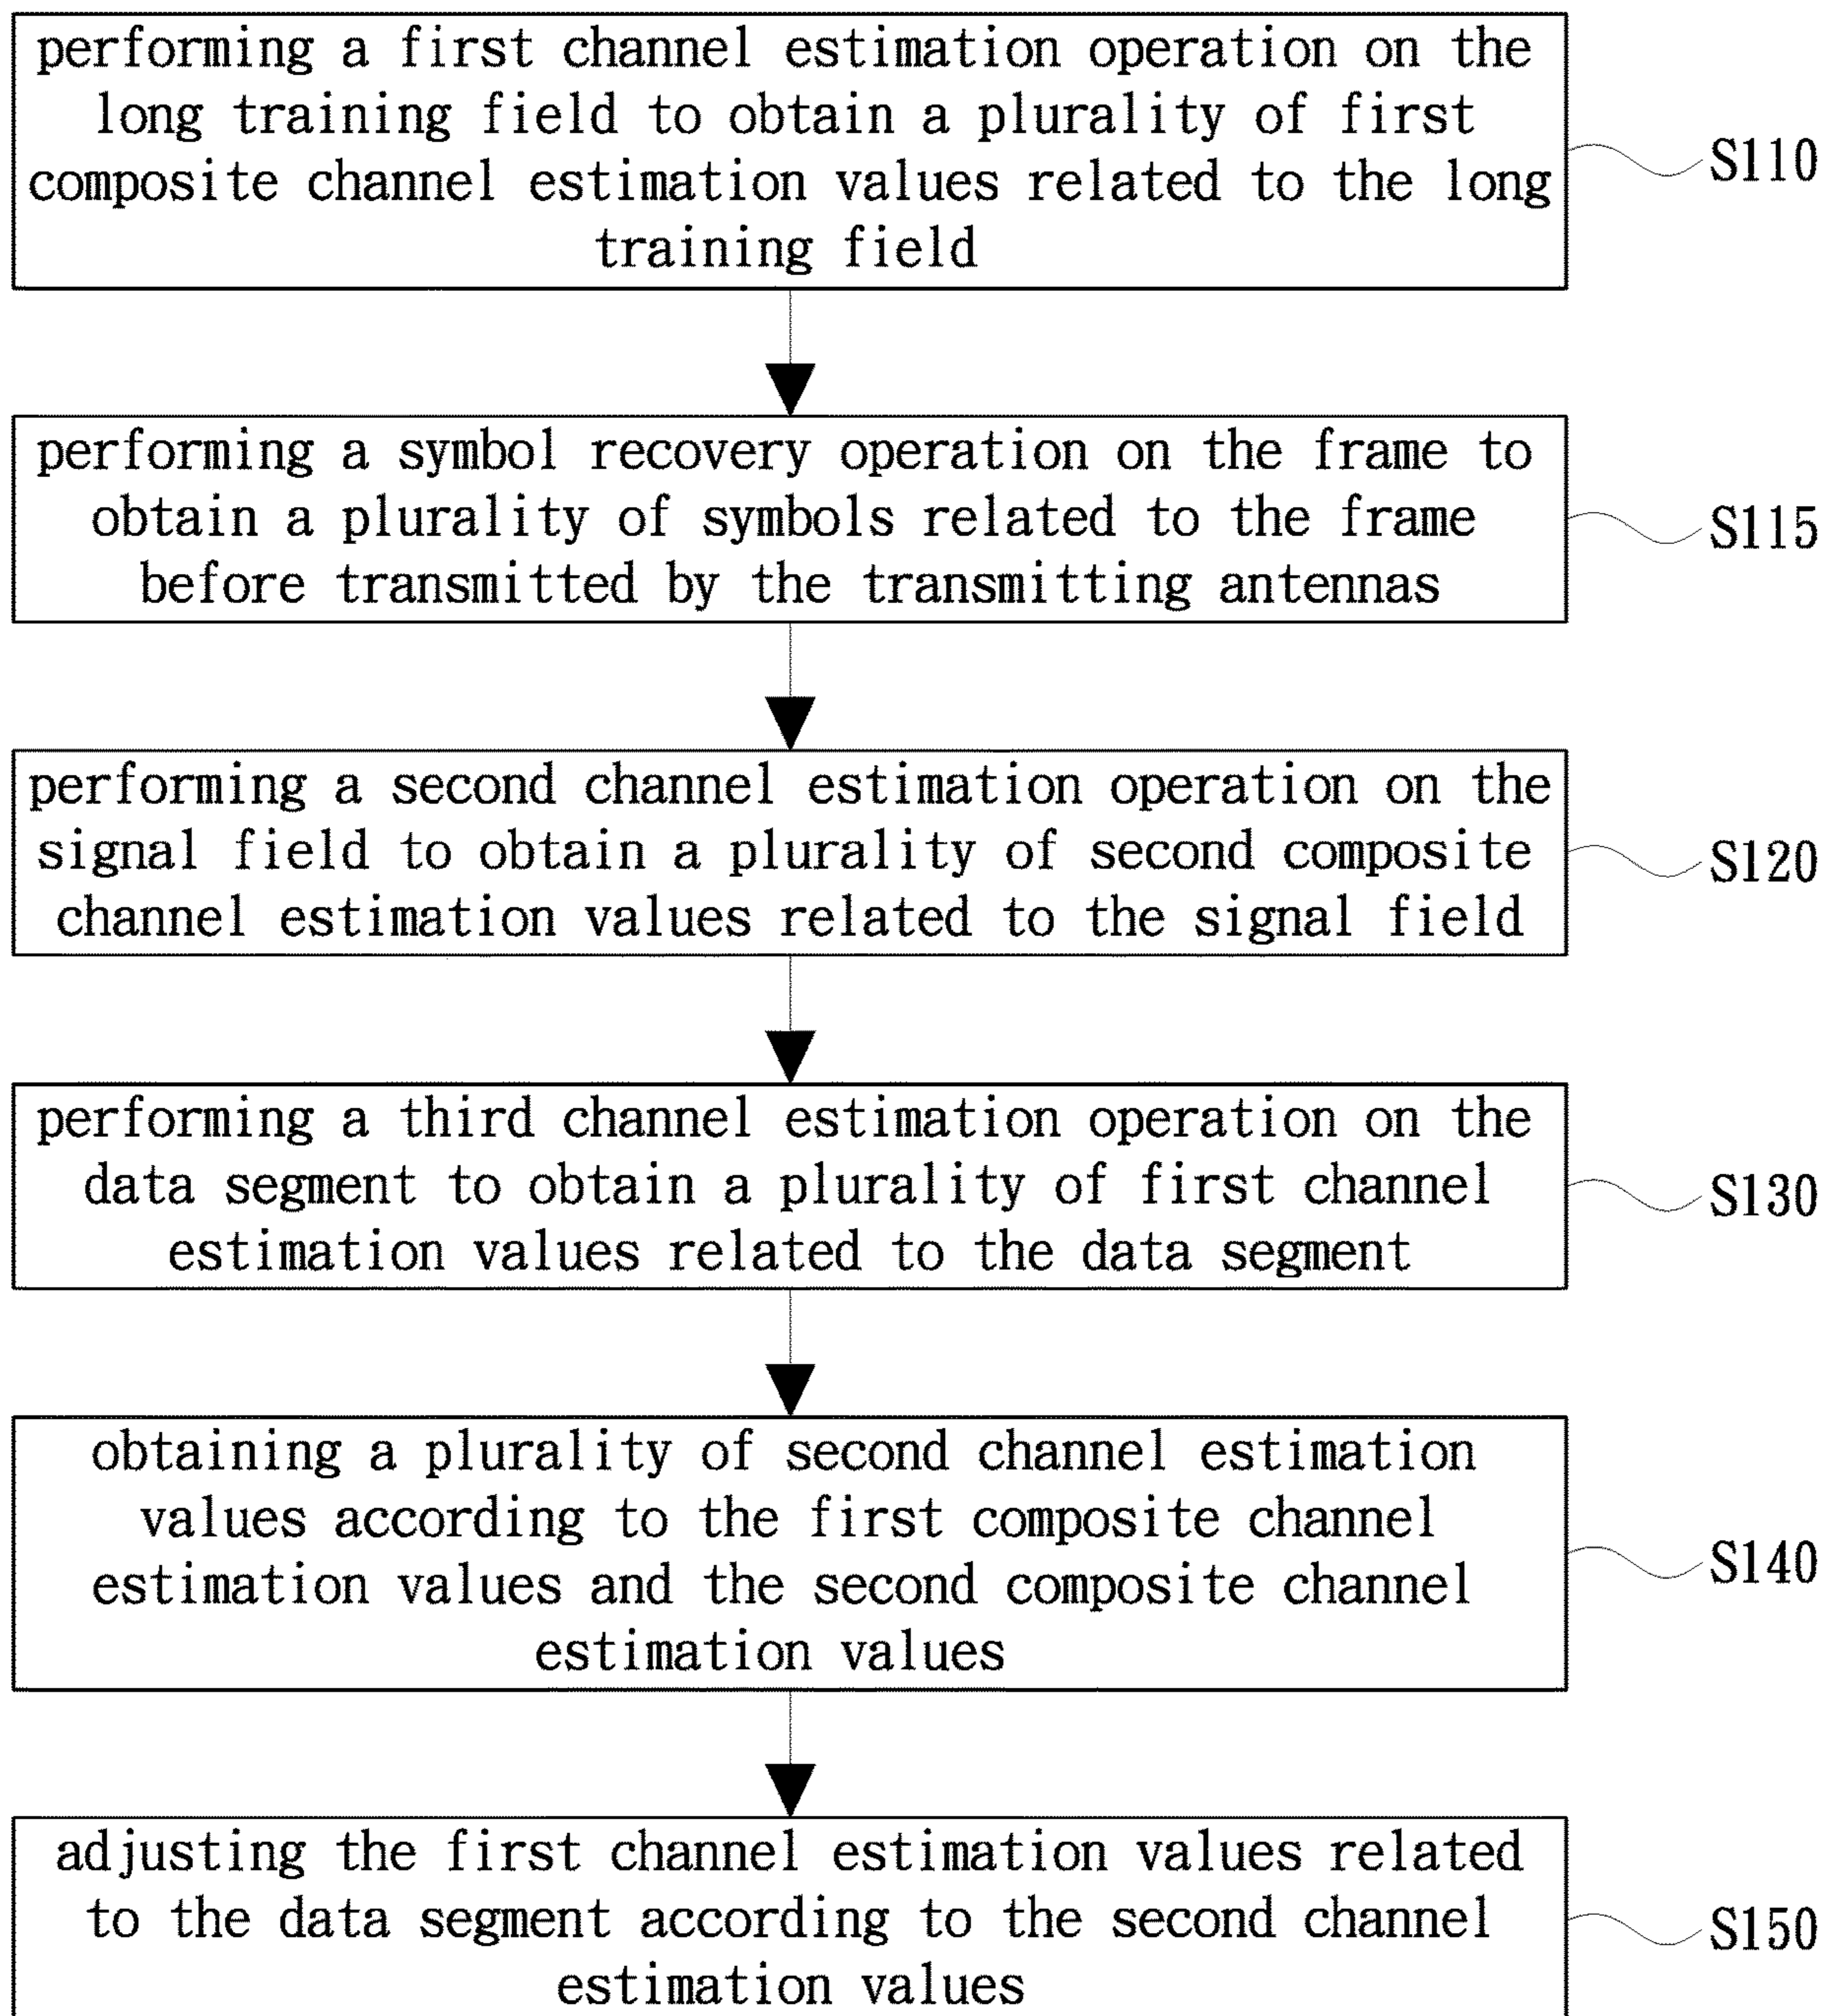 performing a first channel estimation operation on the
long training field to obtain a plurality of first
composite channel estimation values related to the long
training field
S110
performing a symbol recovery operation on the frame to
obtain a plurality of symbols related to the frame
before transmitted by the transmitting antennas
S115
performing a second channel estimation operation on the
signal field to obtain a plurality of second composite
channel estimation values related to the signal field
S120
performing a third channel estimation operation on the
data segment to obtain a plurality of first channel
estimation values related to the data segment
S130
obtaining a plurality of second channel estimation
values according to the first composite channel
estimation values and the second composite channel
estimation values
S140
adjusting the first channel estimation values related
to the data segment according to the second channel
estimation values
S150